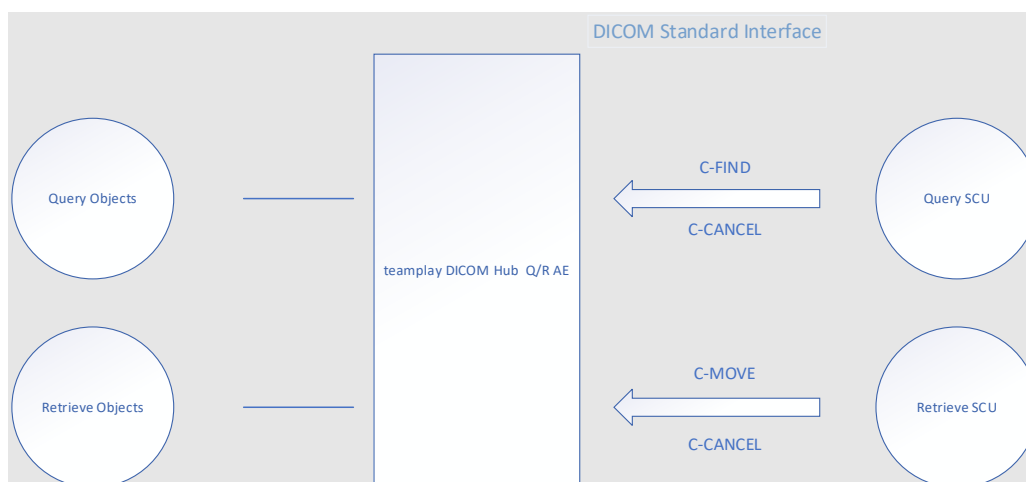 DICOM Standard Interface
C-FIND
Query Objects
Query SCU
C-CANCEL
teamplay DICOM Hub  Q/R AE
C-MOVE
Retrieve Objects
Retrieve SCU
C-CANCEL